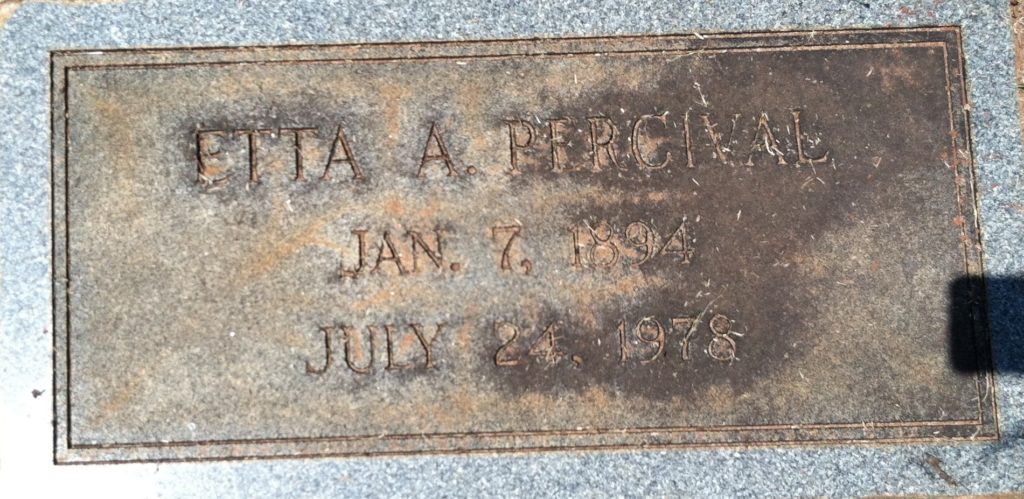 ETTA A. PERCIVAL
JAN. 7, 1894
JULY 24, 1978